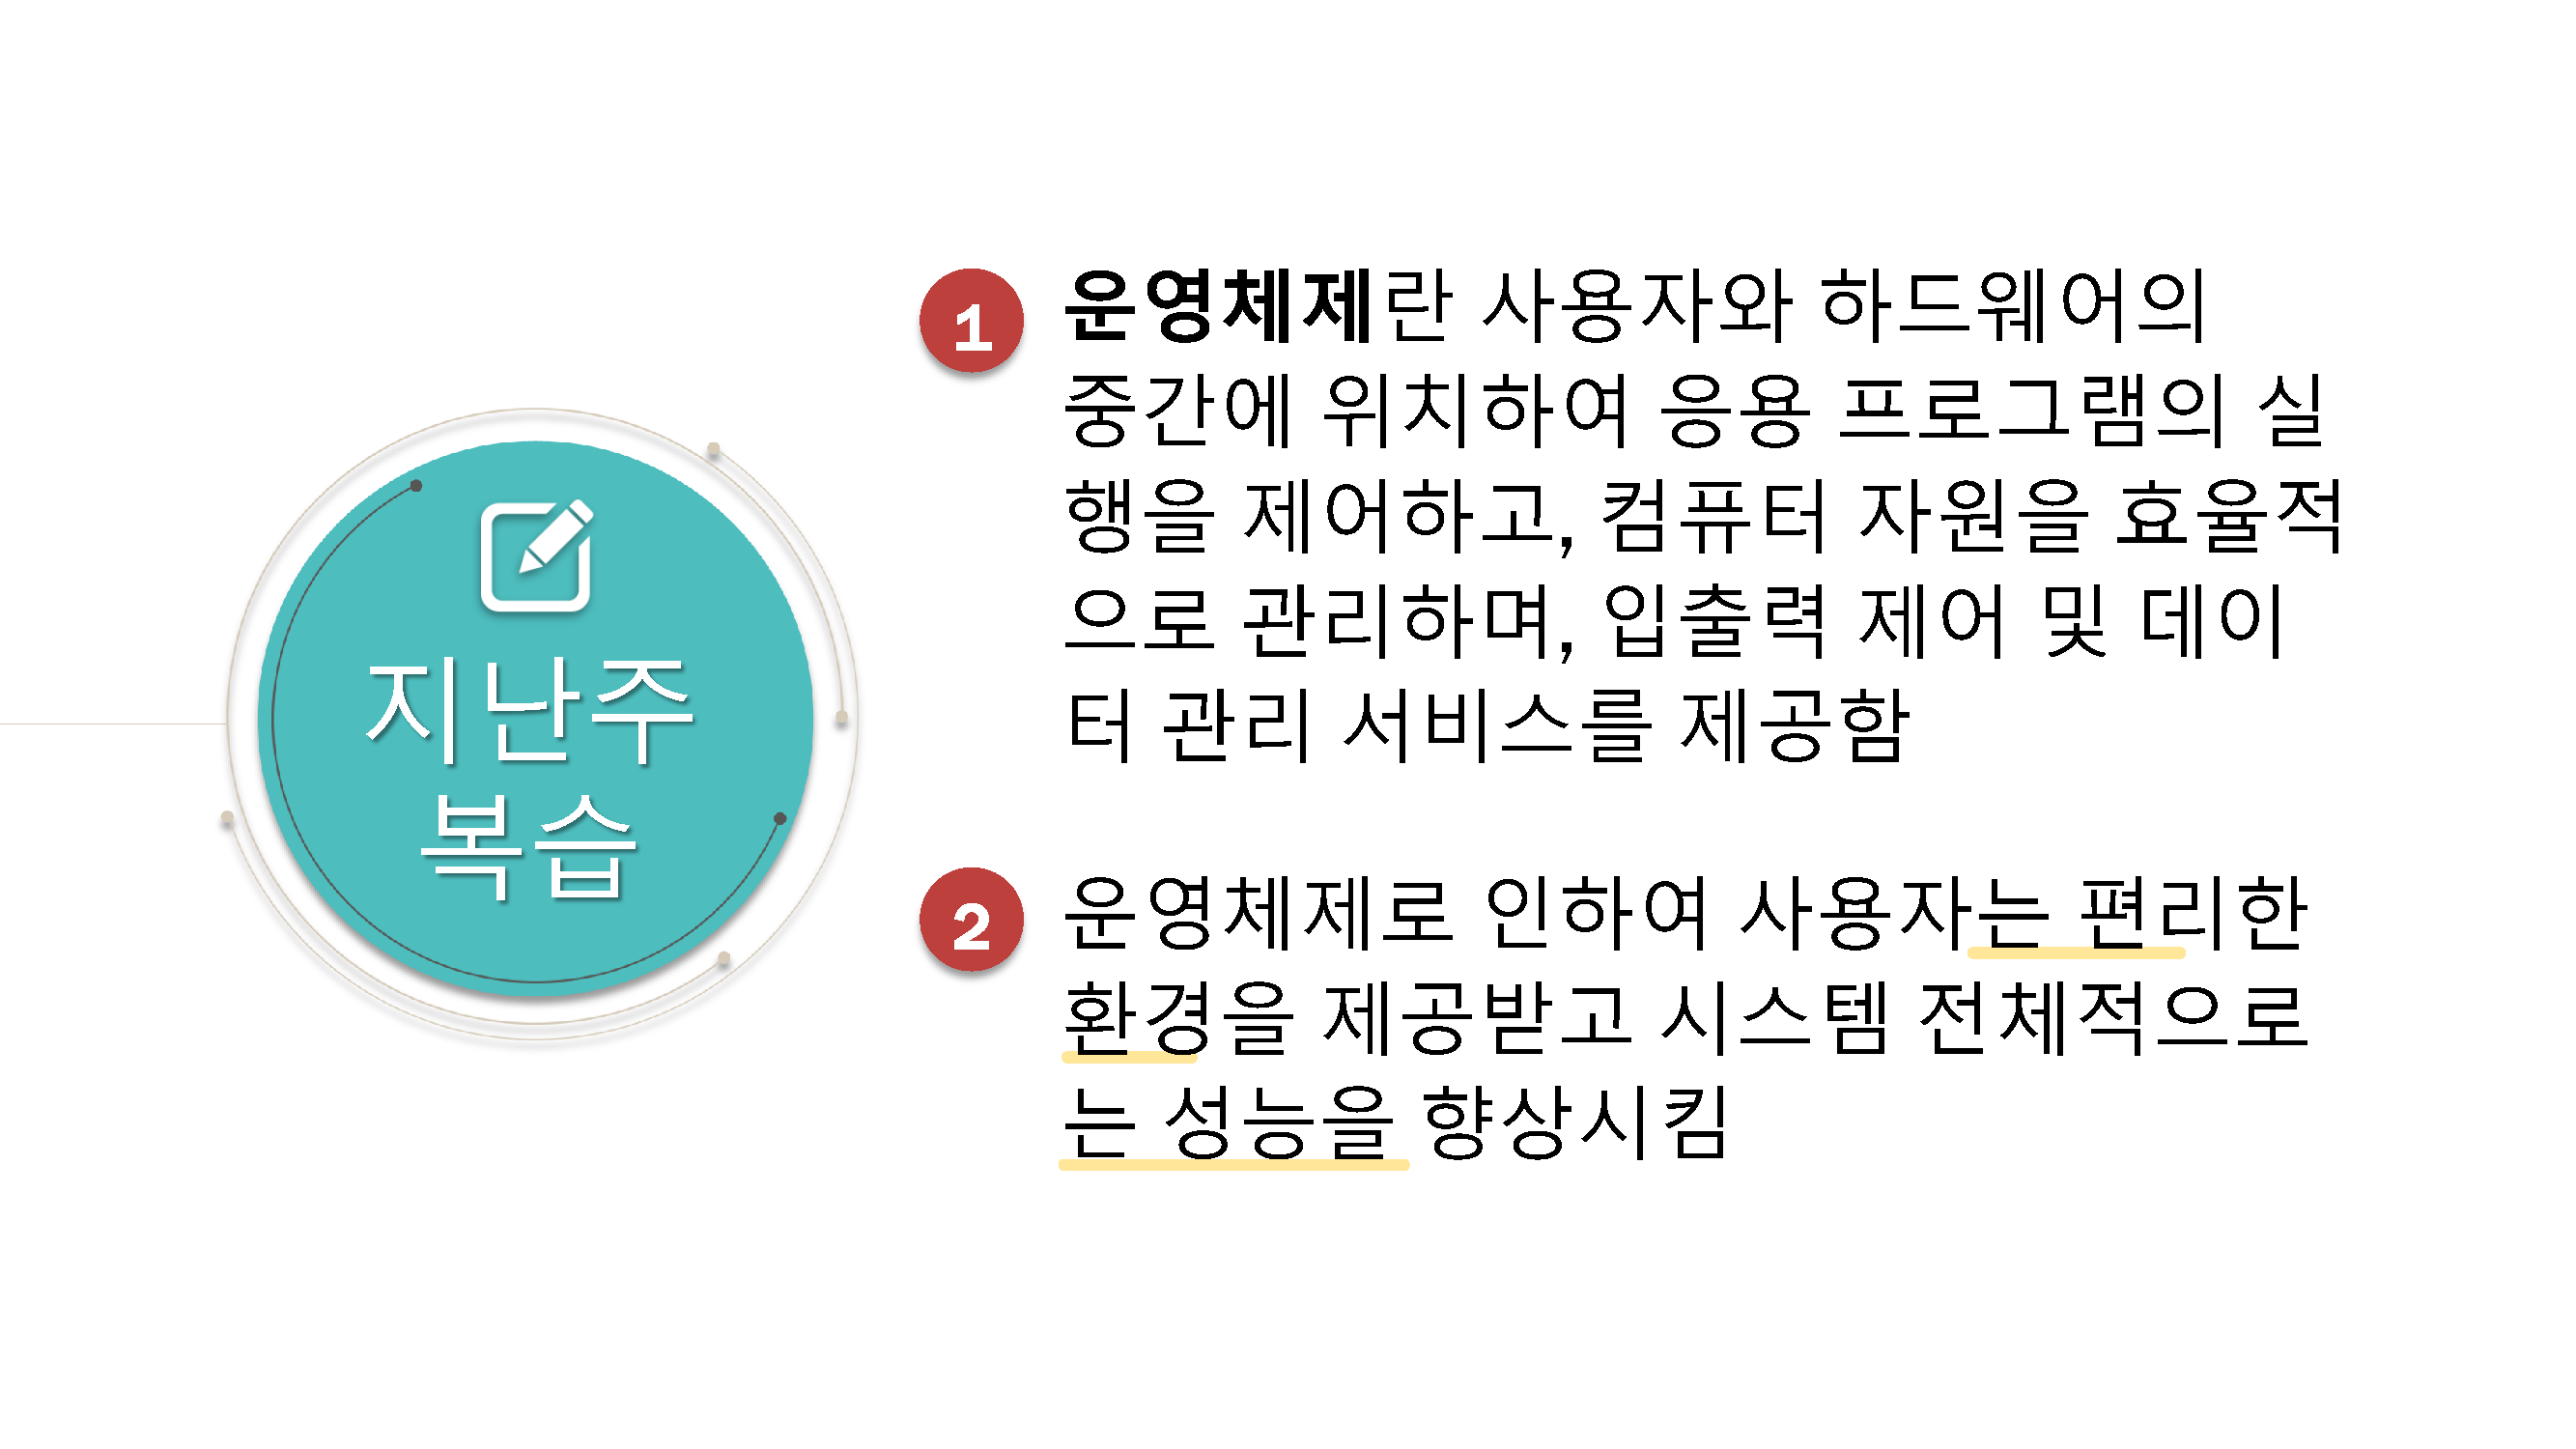 지난주
복습
1
운영체제란 사용자와 하드웨어의
중간에 위치하여 응용 프로그램의 실
행을 제어하고, 컴퓨터 자원을 효율적
으로 관리하며, 입출력 제어 및 데이
터 관리 서비스를 제공함
2
운영체제로 인하여 사용자는 편리한
환경을 제공받고 시스템 전체적으로
는 성능을 향상시킴